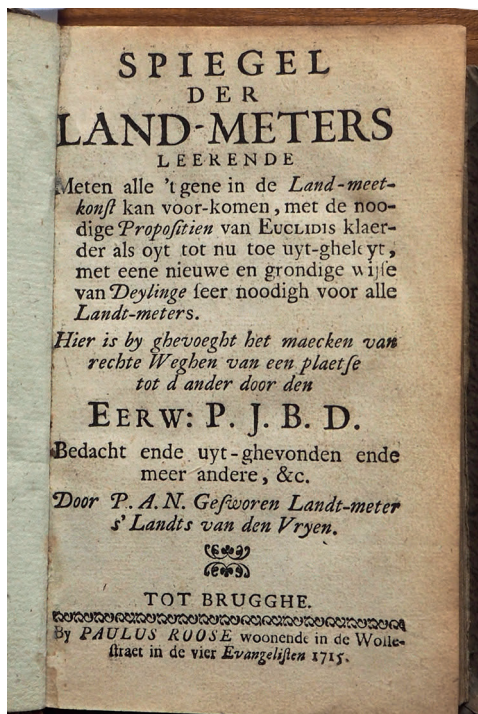 SPIEGEL
DER
LAND-METERS
LEERENDE
Meten alle 't gene in de Land-meet-
konſt kan voor-komen, met de noo-
dige Propoſitien van EUCLIDIS klaer-
der als oyt tot nu toe uyt-gheleyt,
met eene nieuwe en grondige wijſe
van Deylinge ſeer noodigh voor alle
Landt-meters.
Hier is by ghevoeght het maecken van
rechte Weghen van een plaetſe
tot d ander door den
EERW: P. J. B. D.
Bedacht ende uyt-ghevonden ende
meer andere, &c.
Door P. A. N. Geſworen Landt-meter
s' Landts van den Vryen.
TOT BRUGGHE.
By PAULUS ROOSE woonende in de Wolle-
ſtraet in de vier Evangeliſten 1715.